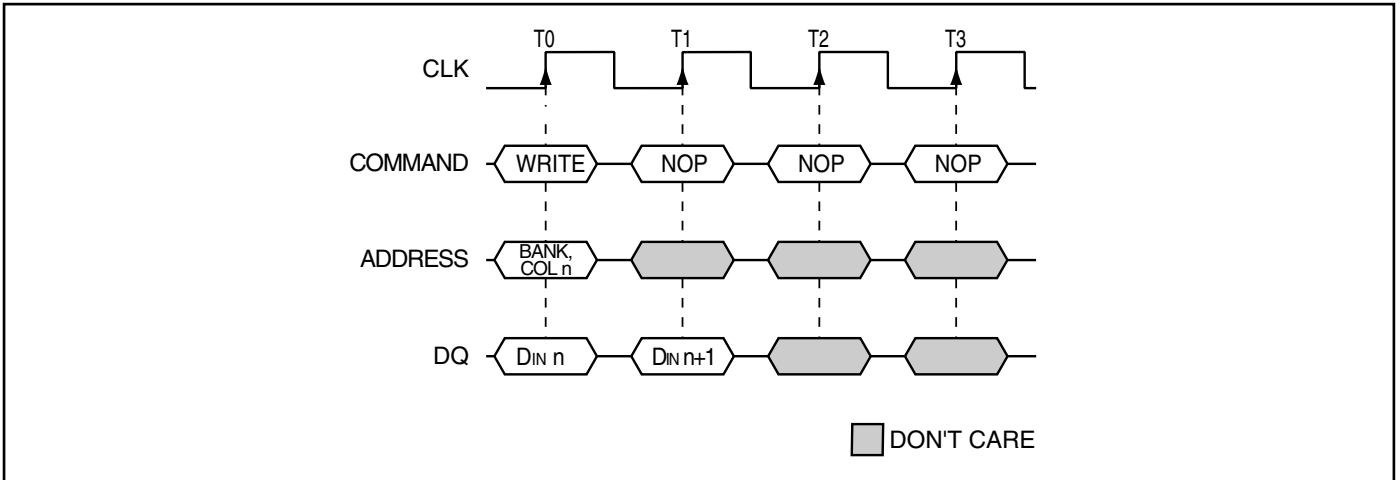 T0 T1 T2 T3
CLK
COMMAND WRITE NOP NOP NOP
ADDRESS BANK,
COL n
DQ DIN n DIN n+1
DON'T CARE